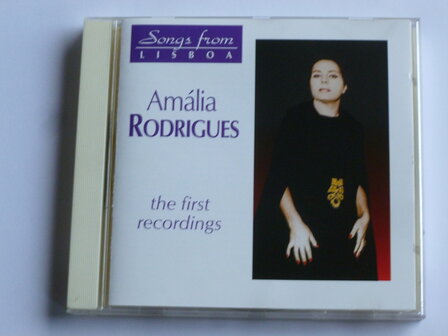 Songs from
LISBOA
Amália
RODRIGUES
the first
recordings